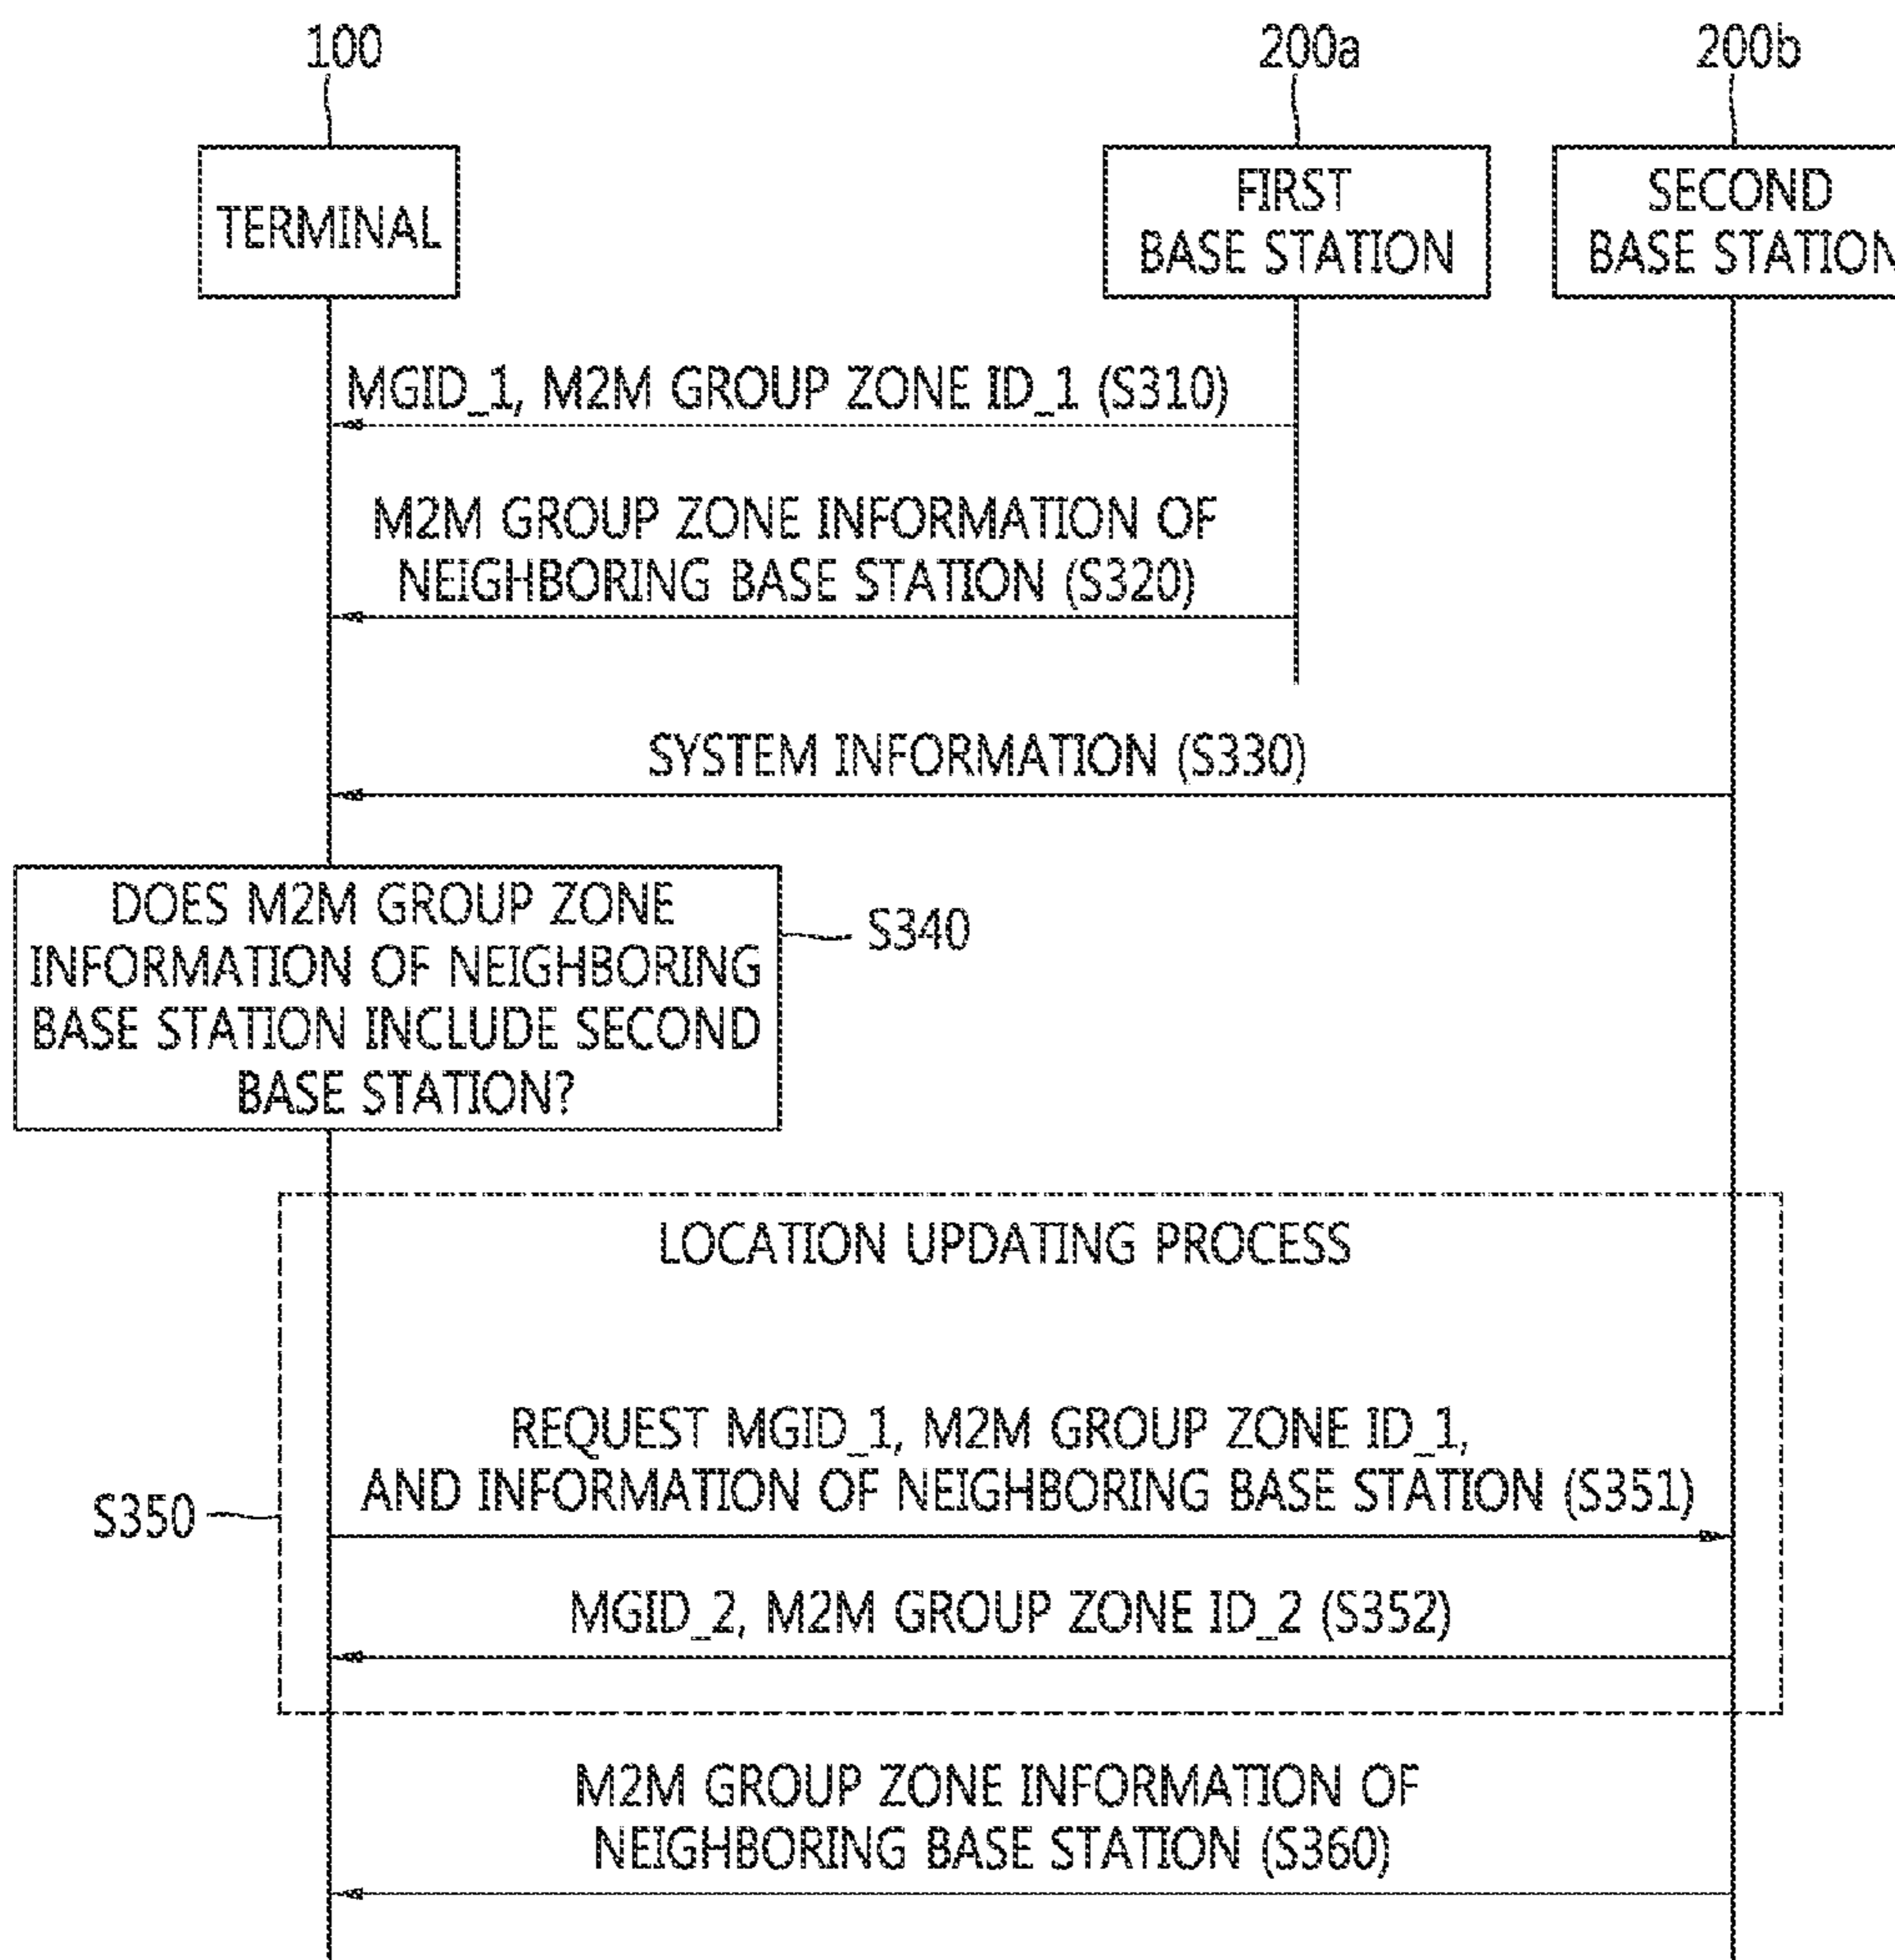 100
200a
200b
TERMINAL
FIRST
BASE STATION
SECOND
BASE STATION
MGID_1, M2M GROUP ZONE ID_1 (S310)
M2M GROUP ZONE INFORMATION OF
NEIGHBORING BASE STATION (S320)
SYSTEM INFORMATION (S330)
DOES M2M GROUP ZONE
INFORMATION OF NEIGHBORING
BASE STATION INCLUDE SECOND
BASE STATION?
S340
LOCATION UPDATING PROCESS
REQUEST MGID_1, M2M GROUP ZONE ID_1,
AND INFORMATION OF NEIGHBORING BASE STATION (S351)
S350
MGID_2, M2M GROUP ZONE ID_2 (S352)
M2M GROUP ZONE INFORMATION OF
NEIGHBORING BASE STATION (S360)